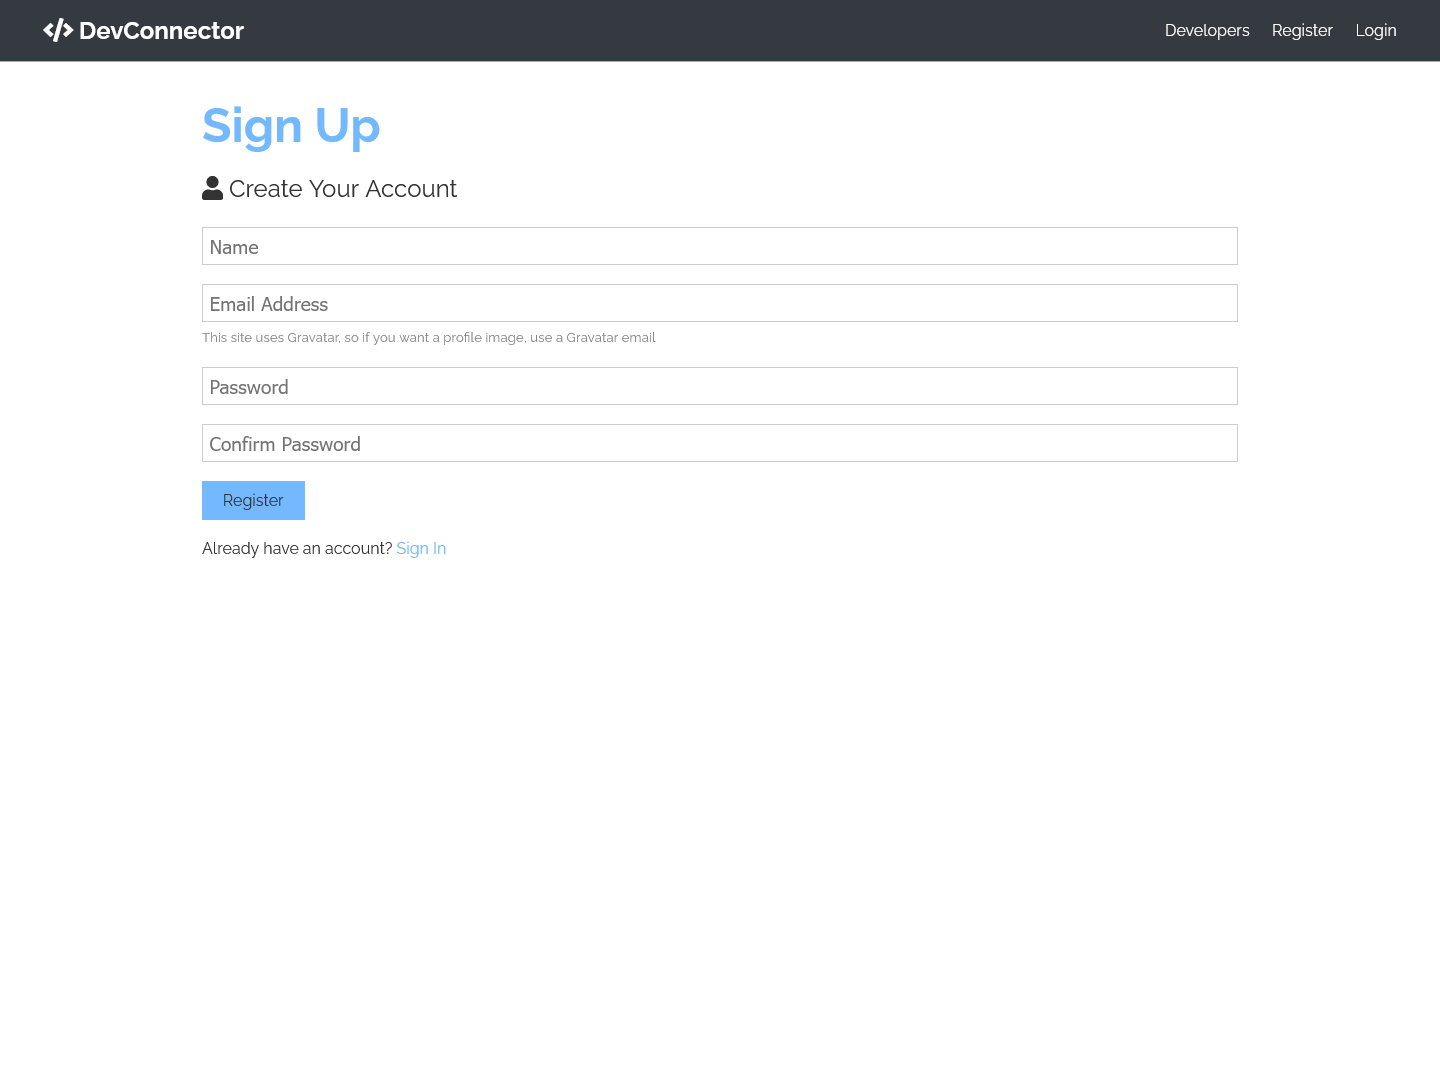 DevConnector
Developers Register Login
Sign Up
Create Your Account
Name
Email Address
This site uses Gravatar, so if you want a profile image, use a Gravatar email
Password
Confirm Password
Register
Already have an account? Sign In